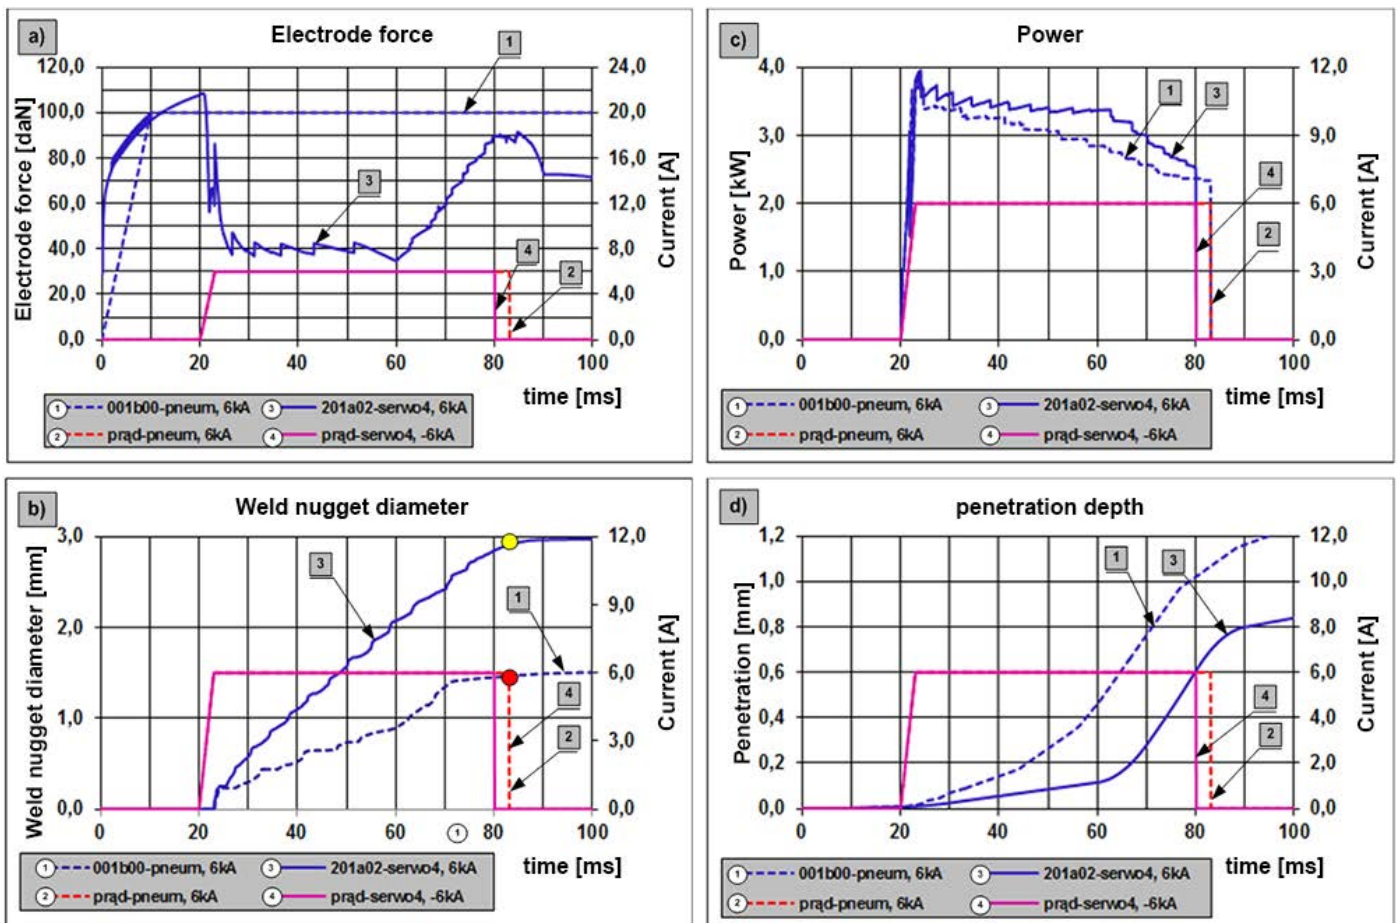 a)
Electrode force
1
120,0
100,0
80,0
60,0
40,0
20,0
0,0
Electrode force [daN]
24,0
20,0
16,0
12,0
8,0
4,0
0,0
Current [A]
3
4
2
0 20 40 60 80 100
time [ms]
1 001b00-pneum, 6kA 3 201a02-serwo4, 6kA
2 prąd-pneum, 6kA 4 prąd-serwo4, -6kA
c)
Power
4,0
3,0
2,0
1,0
0,0
Power [kW]
12,0
9,0
6,0
3,0
0,0
Current [A]
1
3
4
2
0 20 40 60 80 100
time [ms]
1 001b00-pneum, 6kA 3 201a02-serwo4, 6kA
2 prąd-pneum, 6kA 4 prąd-serwo4, -6kA
b)
Weld nugget diameter
3,0
2,0
1,0
0,0
Weld nugget diameter [mm]
12,0
9,0
6,0
3,0
0,0
Current [A]
3
1
4
2
0 20 40 60 80 100
1
time [ms]
1 001b00-pneum, 6kA 3 201a02-serwo4, 6kA
2 prąd-pneum, 6kA 4 prąd-serwo4, -6kA
d)
penetration depth
1,2
1,0
0,8
0,6
0,4
0,2
0,0
Penetration [mm]
12,0
10,0
8,0
6,0
4,0
2,0
0,0
Current [A]
1
3
4
2
0 20 40 60 80 100
time [ms]
1 001b00-pneum, 6kA 3 201a02-serwo4, 6kA
2 prąd-pneum, 6kA 4 prąd-serwo4, -6kA